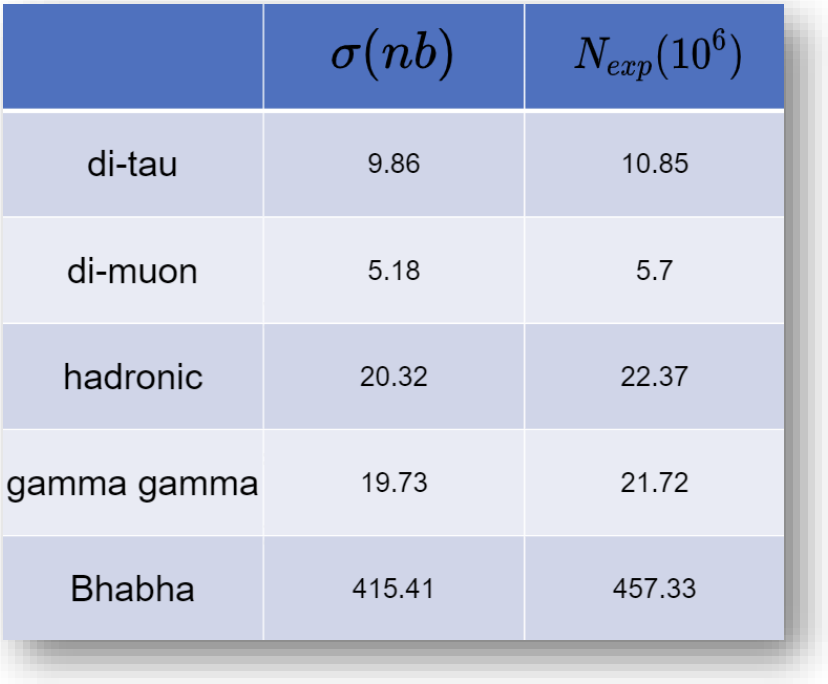 σ(nb) N_exp(10^6)
di-tau 9.86 10.85
di-muon 5.18 5.7
hadronic 20.32 22.37
gamma gamma 19.73 21.72
Bhabha 415.41 457.33